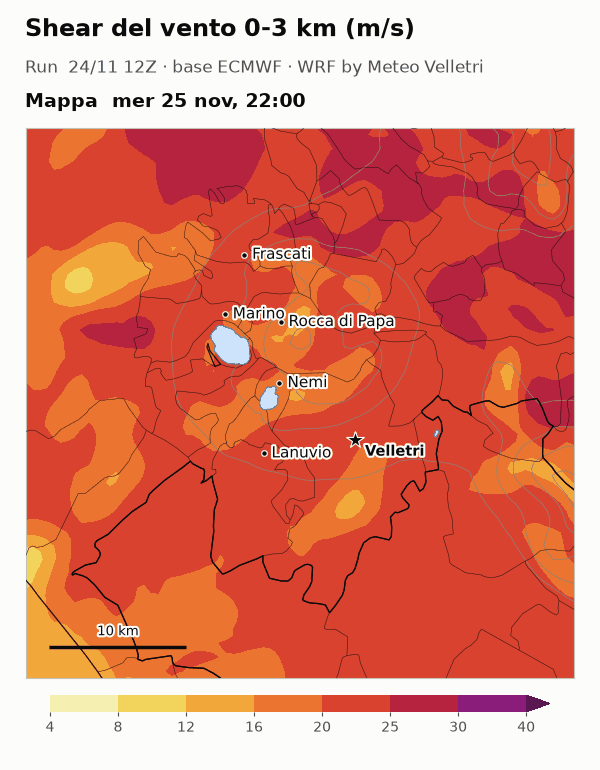 Shear del vento 0-3 km (m/s)
Run  24/11 12Z · base ECMWF · WRF by Meteo Velletri
Mappa  mer 25 nov, 22:00
Frascati
Marino
Rocca di Papa
Nemi
Velletri
Lanuvio
10 km
4 8 12 16 20 25 30 40